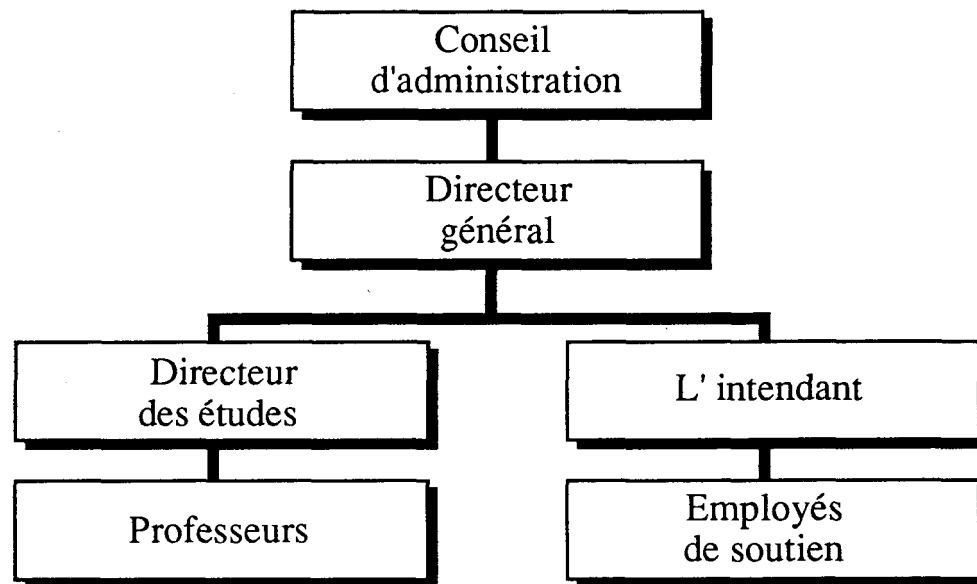 Conseil
d'administration
Directeur
général
Directeur
des études
L' intendant
Professeurs
Employés
de soutien